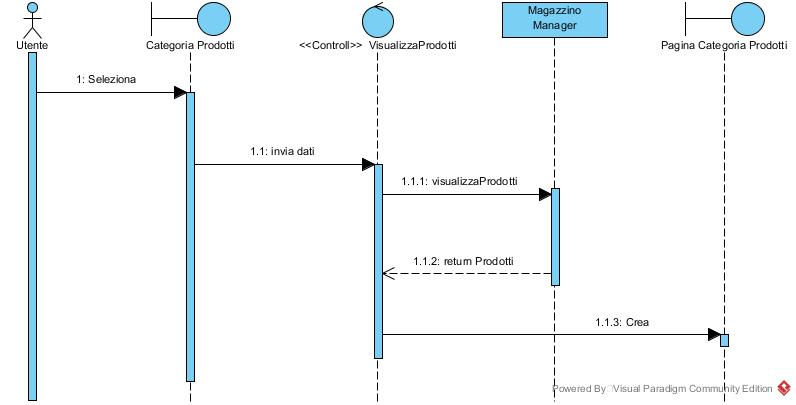 Magazzino
Manager
Utente
Categoria Prodotti
<<Controll>> VisualizzaProdotti
Pagina Categoria Prodotti
1: Seleziona
1.1: invia dati
1.1.1: visualizzaProdotti
1.1.2: return Prodotti
1.1.3: Crea
Powered By Visual Paradigm Community Edition